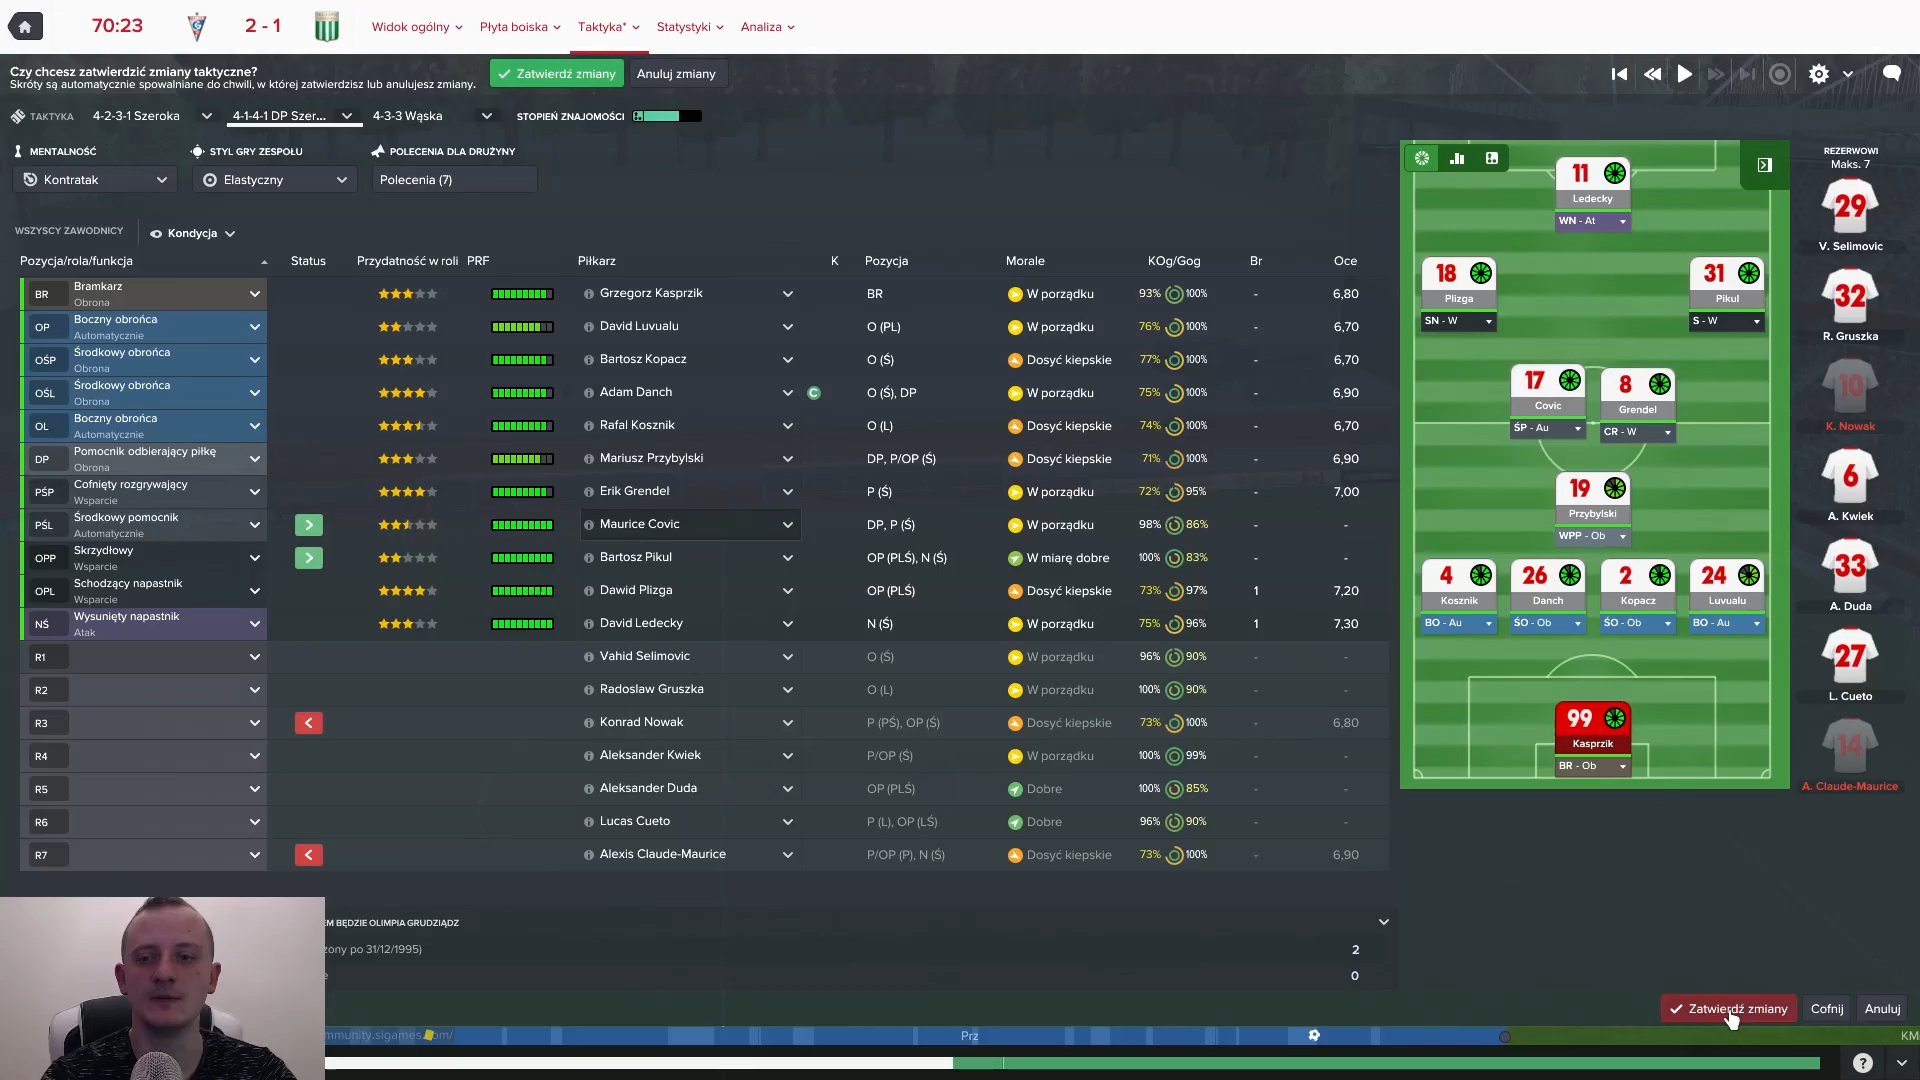 70:23
2 - 1
Widok ogólny
Płyta boiska
Taktyka*
Statystyki
Analiza
Czy chcesz zatwierdzić zmiany taktyczne?
Skróty są automatycznie spowalniane do chwili, w której zatwierdzisz lub anulujesz zmiany.
Zatwierdź zmiany
Anuluj zmiany
TAKTYKA
4-2-3-1 Szeroka
4-1-4-1 DP Szer...
4-3-3 Wąska
STOPIEŃ ZNAJOMOŚCI
MENTALNOŚĆ
STYL GRY ZESPOŁU
POLECENIA DLA DRUŻYNY
Kontratak
Elastyczny
Polecenia (7)
WSZYSCY ZAWODNICY
Kondycja
Pozycja/rola/funkcja Status Przydatność w roli PRF Piłkarz K Pozycja Morale KOg/Gog Br Oce
BR Bramkarz Obrona Grzegorz Kasprzik BR W porządku 93% 100% - 6,80
OP Boczny obrońca Automatycznie David Luvualu O (PL) W porządku 76% 100% - 6,70
OŚP Środkowy obrońca Obrona Bartosz Kopacz O (Ś) Dosyć kiepskie 77% 100% - 6,70
OŚL Środkowy obrońca Obrona Adam Danch C O (Ś), DP W porządku 75% 100% - 6,90
OL Boczny obrońca Automatycznie Rafal Kosznik O (L) Dosyć kiepskie 74% 100% - 6,70
DP Pomocnik odbierający piłkę Obrona Mariusz Przybylski DP, P/OP (Ś) Dosyć kiepskie 71% 100% - 6,90
PŚP Cofnięty rozgrywający Wsparcie Erik Grendel P (Ś) W porządku 72% 95% - 7,00
PŚL Środkowy pomocnik Automatycznie Maurice Covic DP, P (Ś) W porządku 98% 86% - -
OPP Skrzydłowy Wsparcie Bartosz Pikul OP (PLŚ), N (Ś) W miarę dobre 100% 83% - -
OPL Schodzący napastnik Wsparcie Dawid Plizga OP (PLŚ) Dosyć kiepskie 73% 97% 1 7,20
NŚ Wysunięty napastnik Atak David Ledecky N (Ś) W porządku 75% 96% 1 7,30
R1 Vahid Selimovic O (Ś) W porządku 96% 90% - -
R2 Radoslaw Gruszka O (L) W porządku 100% 90% - -
R3 Konrad Nowak P (PŚ), OP (Ś) Dosyć kiepskie 73% 100% - 6,80
R4 Aleksander Kwiek P/OP (Ś) W porządku 100% 99% - -
R5 Aleksander Duda OP (PLŚ) Dobre 100% 85% - -
R6 Lucas Cueto P (L), OP (LŚ) Dobre 96% 90% - -
R7 Alexis Claude-Maurice P/OP (P), N (Ś) Dosyć kiepskie 73% 100% - 6,90
11
Ledecky
WN - At
18
Plizga
SN - W
31
Pikul
S - W
17
Covic
ŚP - Au
8
Grendel
CR - W
19
Przybylski
WPP - Ob
4
Kosznik
BO - Au
26
Danch
ŚO - Ob
2
Kopacz
ŚO - Ob
24
Luvualu
BO - Au
99
Kasprzik
BR - Ob
REZERWOWI
Maks. 7
29
V. Selimovic
32
R. Gruszka
10
K. Nowak
6
A. Kwiek
33
A. Duda
27
L. Cueto
14
A. Claude-Maurice
EM BĘDZIE OLIMPIA GRUDZIĄDZ
zony po 31/12/1995) 2
e 0
Zatwierdź zmiany
Cofnij
Anuluj
mmunity.sigames.com/
Prz
KM
?